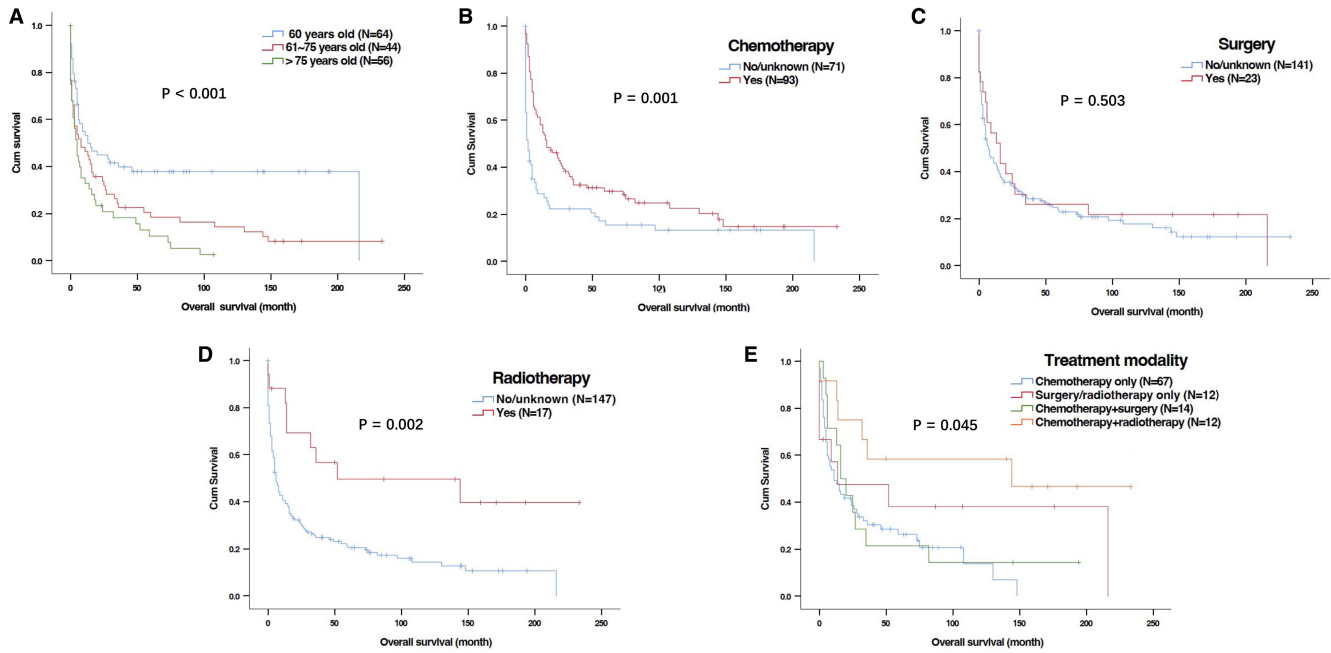 A
60 years old (N=64)
61~75 years old (N=44)
> 75 years old (N=56)
P < 0.001
Cum survival
1.0
0.8
0.6
0.4
0.2
0.0
0
50
100
150
200
250
Overall survival (month)
B
Chemotherapy
No/unknown (N=71)
Yes (N=93)
P = 0.001
Cum Survival
1.0
0.8
0.6
0.4
0.2
0.0
0
50
100
150
200
250
Overall survival (month)
C
Surgery
No/unknown (N=141)
Yes (N=23)
P = 0.503
Cum Survival
1.0
0.8
0.6
0.4
0.2
0.0
0
50
100
150
200
250
Overall survival (month)
D
Radiotherapy
No/unknown (N=147)
Yes (N=17)
P = 0.002
Cum Survival
1.0
0.8
0.6
0.4
0.2
0.0
0
50
100
150
200
250
Overall survival (month)
E
Treatment modality
Chemotherapy only (N=67)
Surgery/radiotherapy only (N=12)
Chemotherapy+surgery (N=14)
Chemotherapy+radiotherapy (N=12)
P = 0.045
Cum Survival
1.0
0.8
0.6
0.4
0.2
0.0
0
50
100
150
200
250
Overall survival (month)